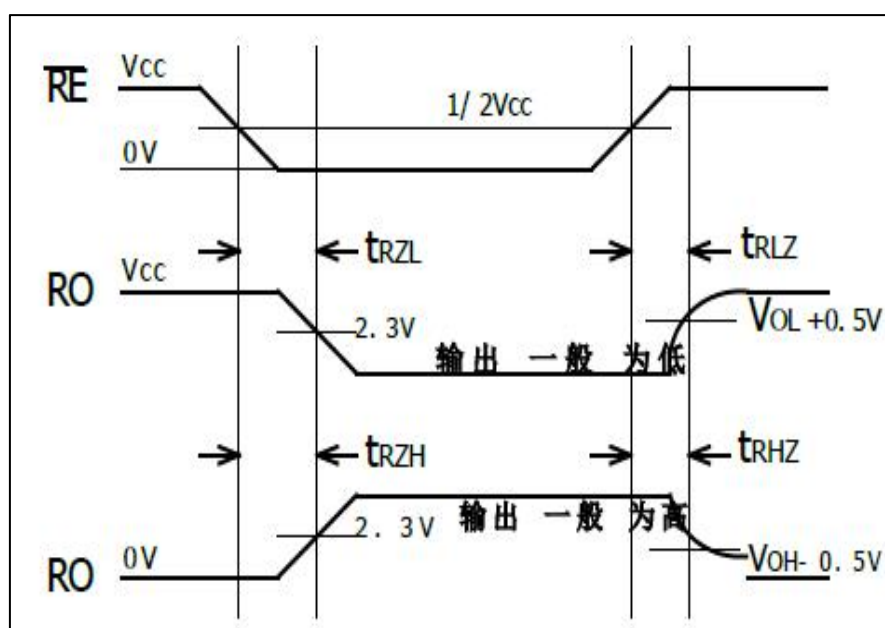 RE Vcc
1/2Vcc
0V
tRZL tRLZ
RO Vcc
2.3V VOL+0.5V
输出 一般 为低
tRZH tRHZ
2.3V 输出 一般 为高
RO 0V VOH-0.5V